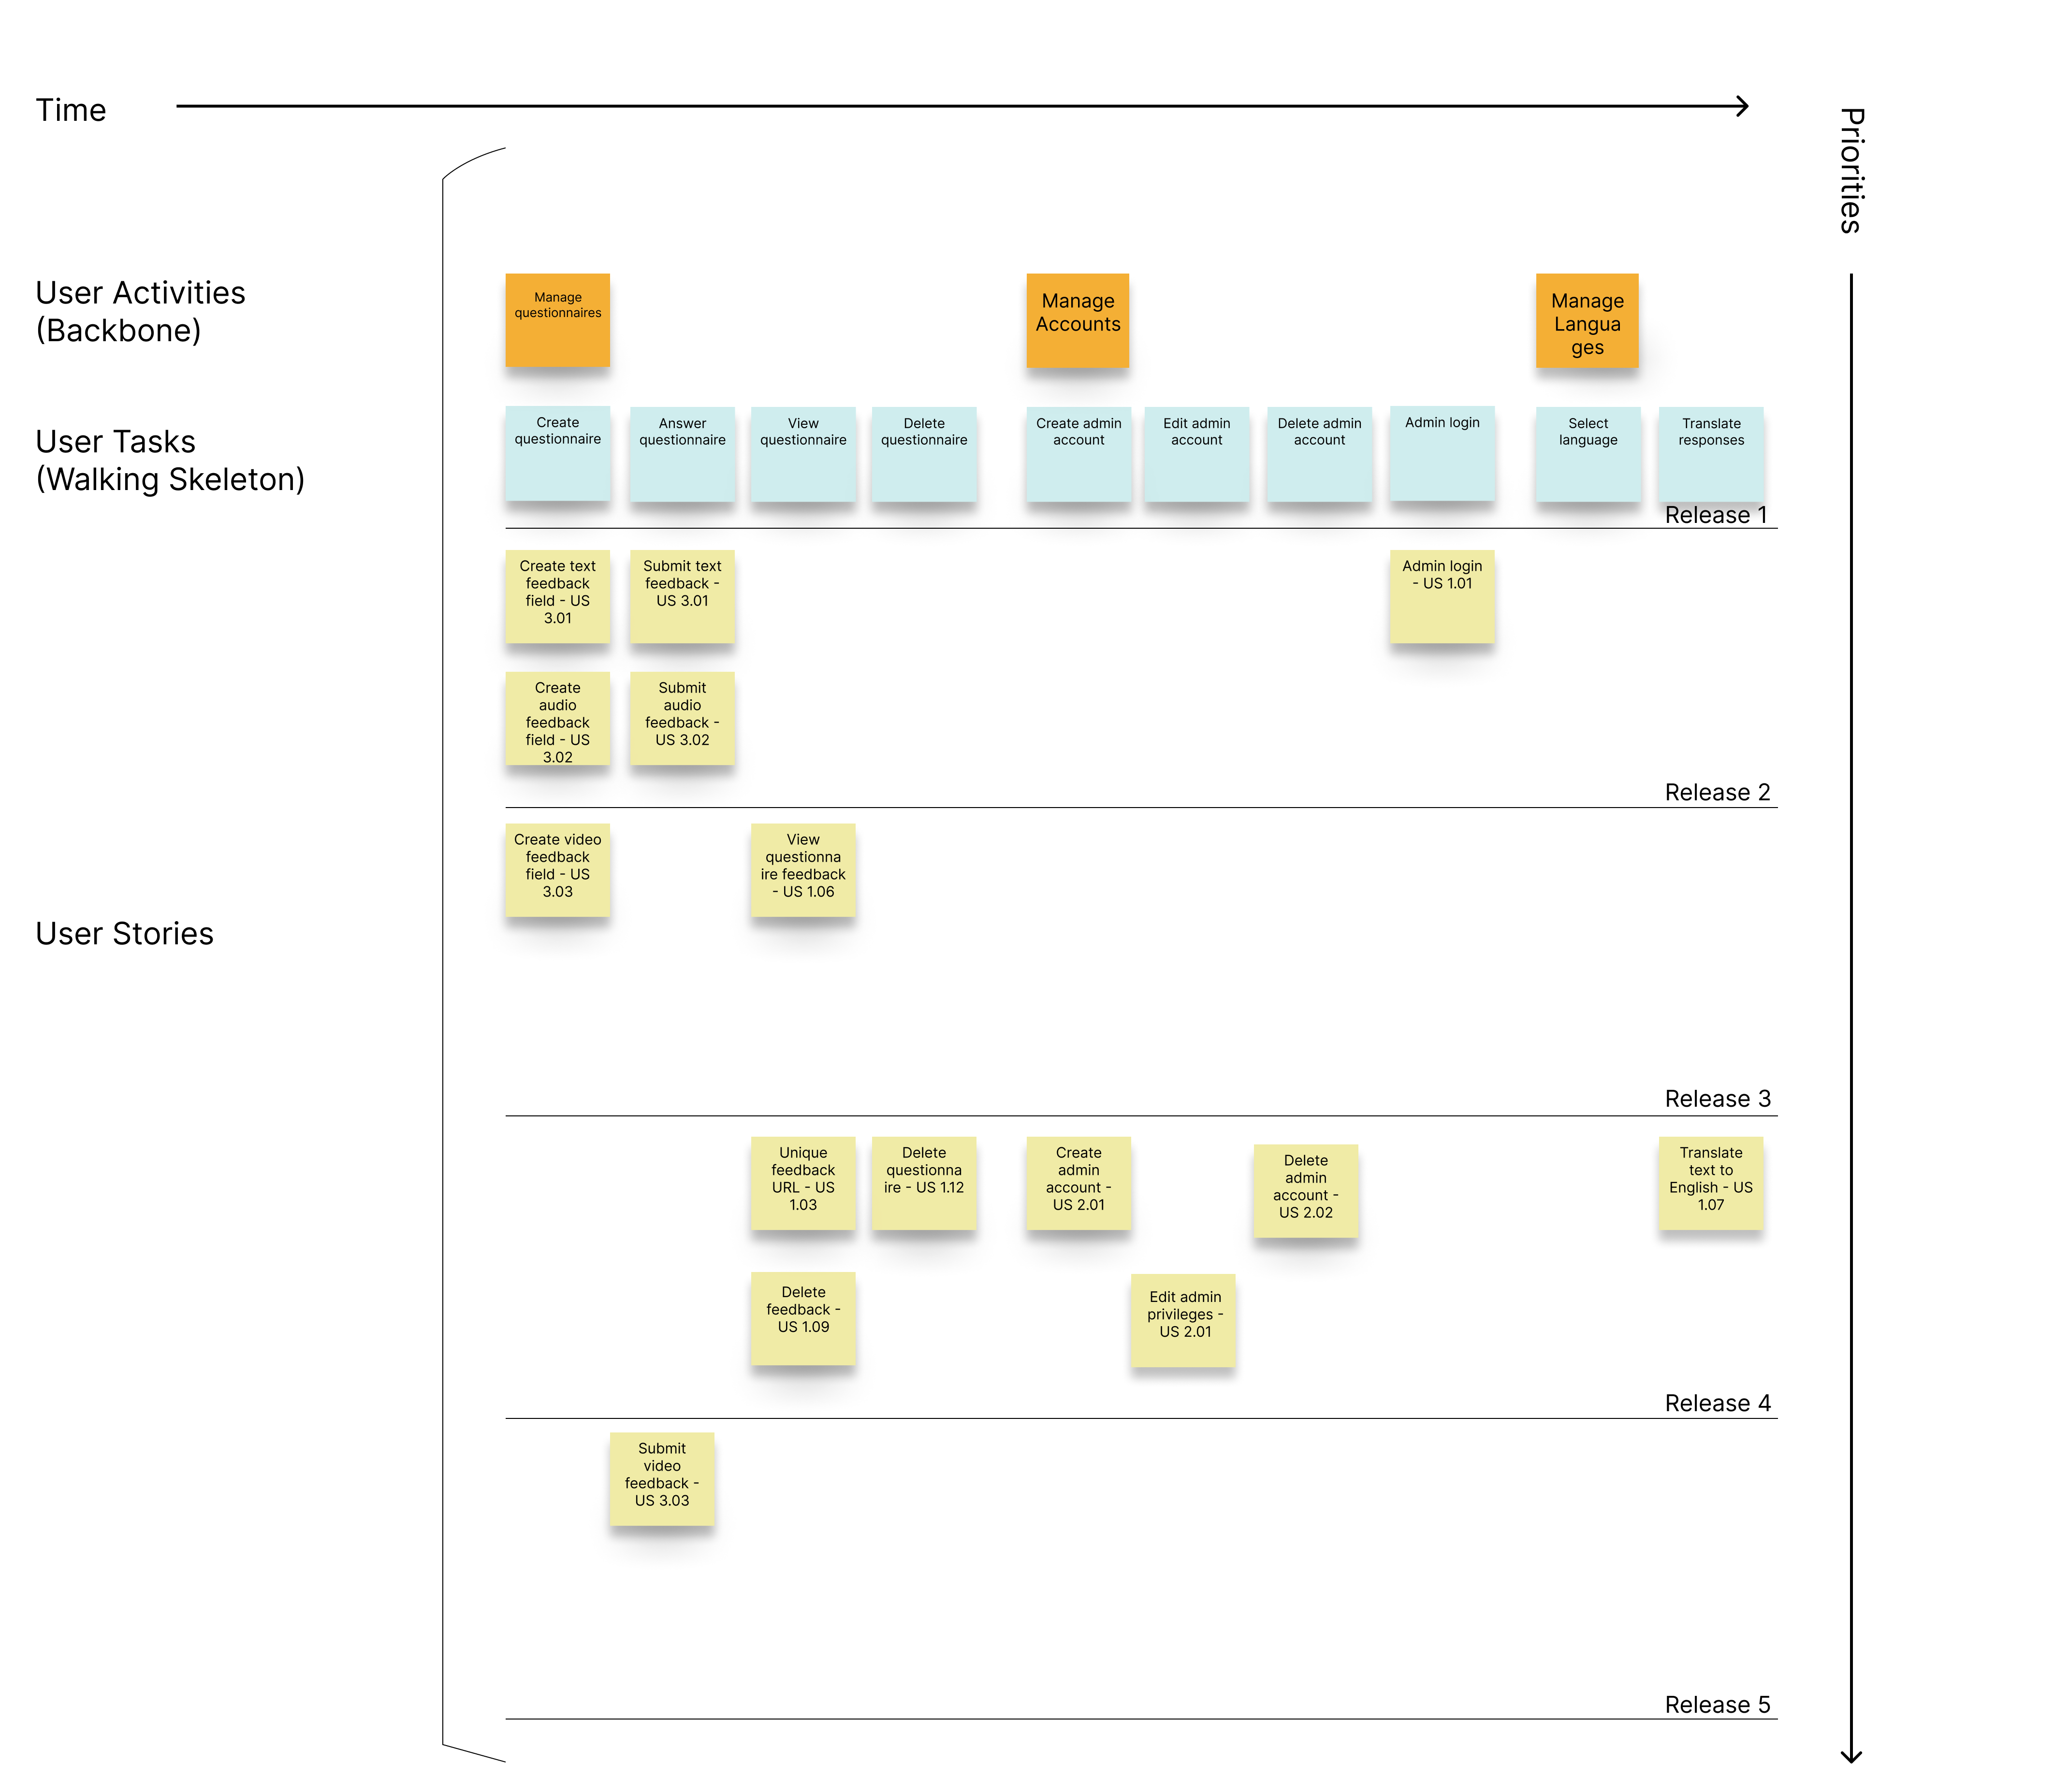 Time
Priorities
User Activities
(Backbone)
Manage
questionnaires
Manage
Accounts
Manage
Langua
ges
User Tasks
(Walking Skeleton)
Create
questionnaire
Answer
questionnaire
View
questionnaire
Delete
questionnaire
Create admin
account
Edit admin
account
Delete admin
account
Admin login
Select
language
Translate
responses
Release 1
Create text
feedback
field - US
3.01
Submit text
feedback -
US 3.01
Admin login
- US 1.01
Create
audio
feedback
field - US
3.02
Submit
audio
feedback -
US 3.02
Release 2
Create video
feedback
field - US
3.03
View
questionna
ire feedback
- US 1.06
User Stories
Release 3
Unique
feedback
URL - US
1.03
Delete
questionna
ire - US 1.12
Create
admin
account -
US 2.01
Delete
admin
account -
US 2.02
Translate
text to
English - US
1.07
Delete
feedback -
US 1.09
Edit admin
privileges -
US 2.01
Release 4
Submit
video
feedback -
US 3.03
Release 5